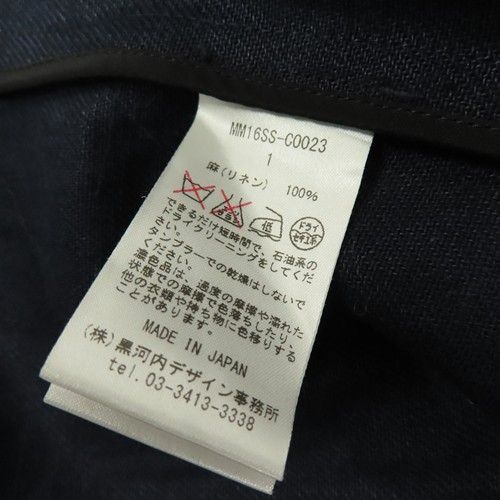 MM16SS-C0023
1
麻(リネン) 100%
低
ドライ
セキユ系
できるだけ短時間で、石油系の
ドライクリーニングをしてくだ
さい。
タンブラーでの乾燥はしないで
ください。
濃色品は、過度の摩擦や濡れた
状態での摩擦で色落ちしたり、
他の衣類や持ち物に色移りする
ことがあります。
MADE IN JAPAN
(株)黒河内デザイン事務所
tel. 03-3413-3338